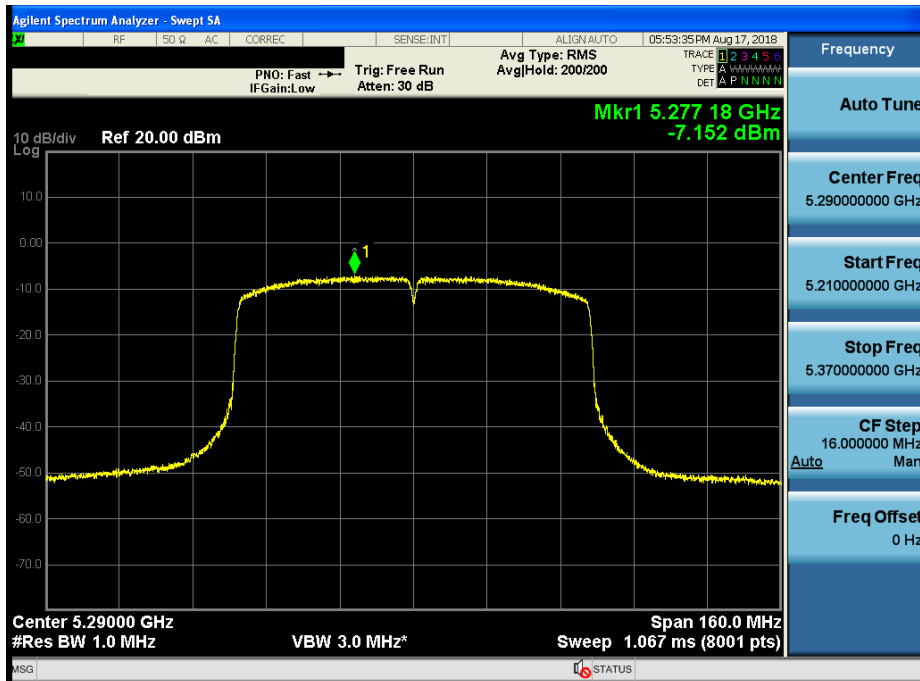 Agilent Spectrum Analyzer - Swept SA
RF 50 Ω AC CORREC SENSE:INT ALIGN AUTO 05:53:35 PM Aug 17, 2018
PNO: Fast
IFGain:Low
Trig: Free Run
Atten: 30 dB
Avg Type: RMS
Avg|Hold: 200/200
TRACE 1 2 3 4 5 6
TYPE A WWWWW
DET A P N N N N
Mkr1 5.277 18 GHz
-7.152 dBm
10 dB/div Ref 20.00 dBm
Log
10.0
0.00
-10.0
-20.0
-30.0
-40.0
-50.0
-60.0
-70.0
1
Center 5.29000 GHz Span 160.0 MHz
#Res BW 1.0 MHz VBW 3.0 MHz* Sweep 1.067 ms (8001 pts)
MSG STATUS
Frequency
Auto Tune
Center Freq
5.290000000 GHz
Start Freq
5.210000000 GHz
Stop Freq
5.370000000 GHz
CF Step
16.000000 MHz
Auto Man
Freq Offset
0 Hz